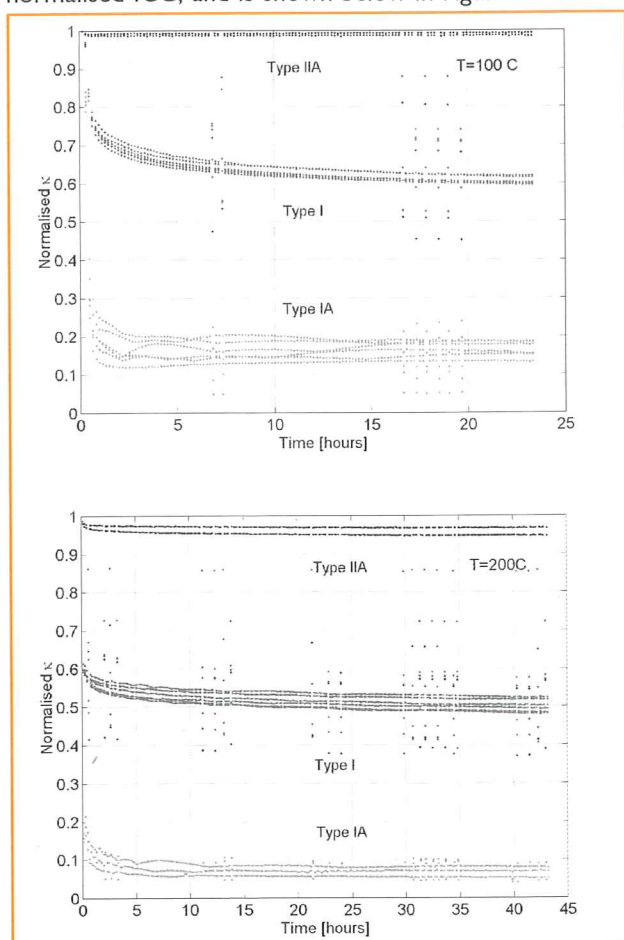 normalised ICC, and is shown below in Fig.
1
0.9
0.8
0.7
0.6
0.5
0.4
0.3
0.2
0.1
0
Normalised κ
Type IIA
T=100 C
Type I
Type IA
0
5
10
15
20
25
Time [hours]
1
0.9
0.8
0.7
0.6
0.5
0.4
0.3
0.2
0.1
0
Normalised κ
Type IIA
T=200C
Type I
Type IA
0
5
10
15
20
25
30
35
40
45
Time [hours]